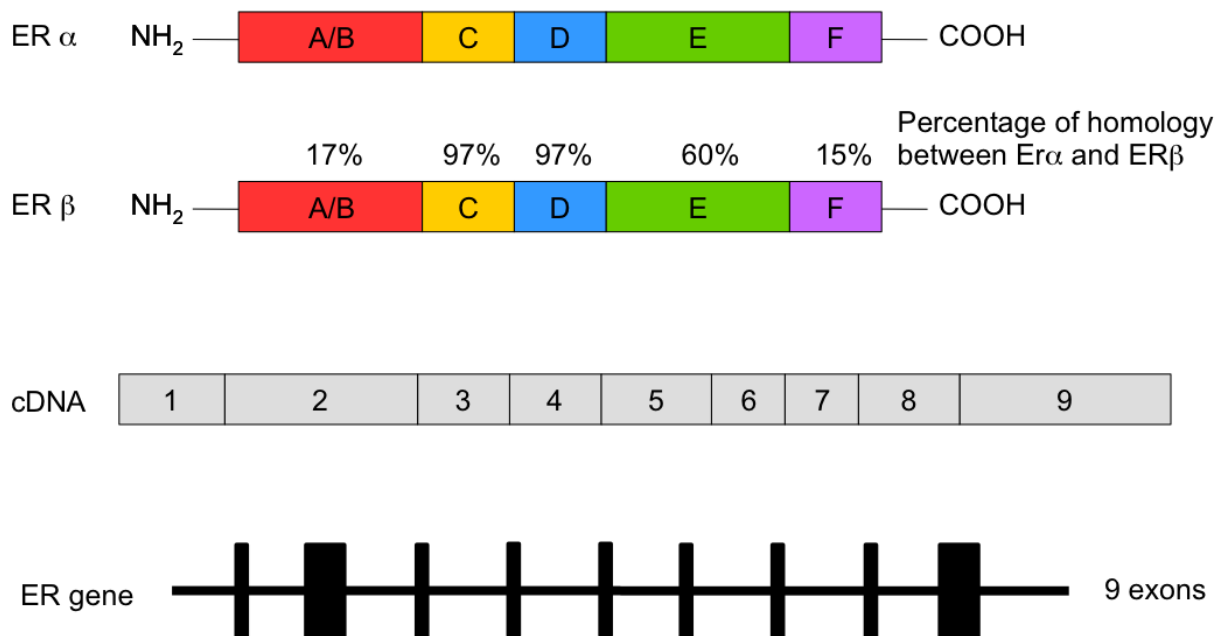 ER α NH₂ A/B C D E F COOH
Percentage of homology
17% 97% 97% 60% 15% between Erα and ERβ
ER β NH₂ A/B C D E F COOH
cDNA 1 2 3 4 5 6 7 8 9
ER gene 9 exons